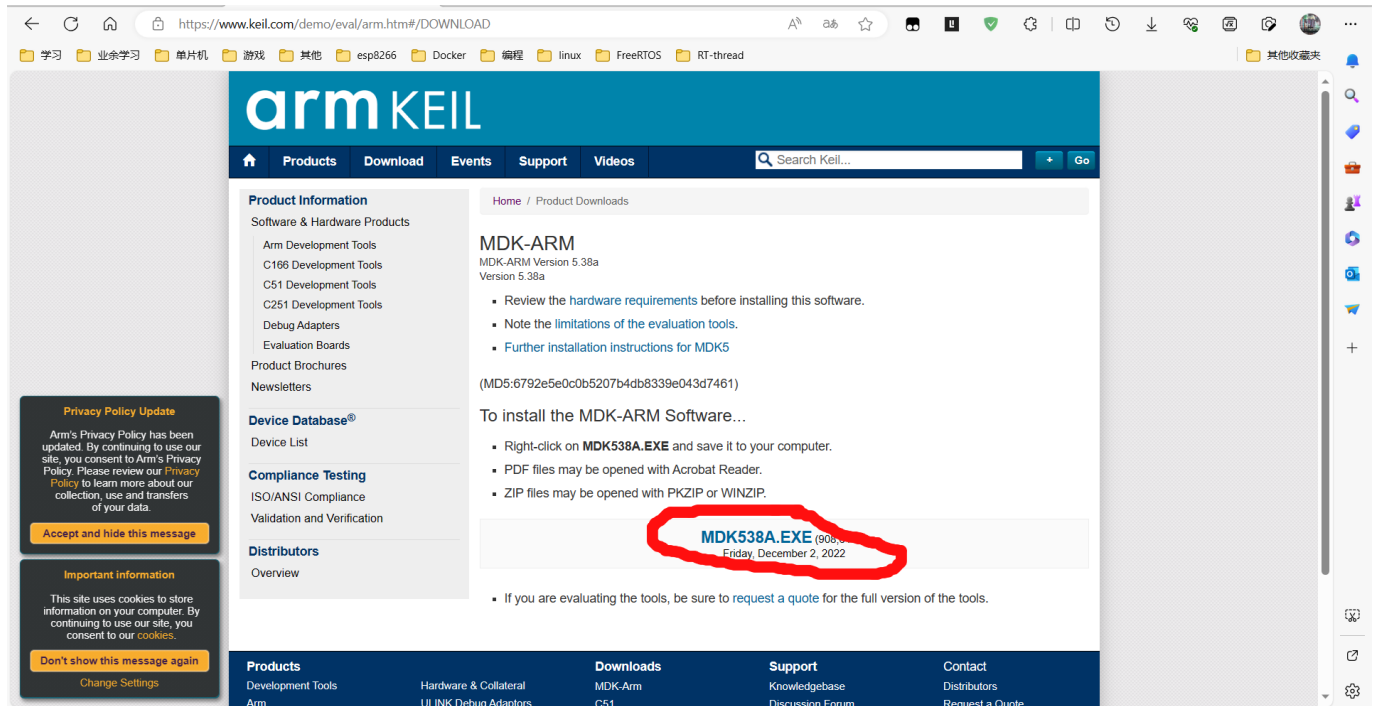 https://www.keil.com/demo/eval/arm.htm#/DOWNLOAD
学习 业余学习 单片机 游戏 其他 esp8266 Docker 编程 linux FreeRTOS RT-thread 其他收藏夹
arm KEIL
Products Download Events Support Videos Search Keil... + Go
Product Information
Software & Hardware Products
Arm Development Tools
C166 Development Tools
C51 Development Tools
C251 Development Tools
Debug Adapters
Evaluation Boards
Product Brochures
Newsletters
Device Database®
Device List
Compliance Testing
ISO/ANSI Compliance
Validation and Verification
Distributors
Overview
Home / Product Downloads
MDK-ARM
MDK-ARM Version 5.38a
Version 5.38a
Review the hardware requirements before installing this software.
Note the limitations of the evaluation tools.
Further installation instructions for MDK5
(MD5:6792e5e0c0b5207b4db8339e043d7461)
To install the MDK-ARM Software...
Right-click on MDK538A.EXE and save it to your computer.
PDF files may be opened with Acrobat Reader.
ZIP files may be opened with PKZIP or WINZIP.
MDK538A.EXE
Friday, December 2, 2022
If you are evaluating the tools, be sure to request a quote for the full version of the tools.
Privacy Policy Update
Arm's Privacy Policy has been
updated. By continuing to use our
site, you consent to Arm's Privacy
Policy. Please review our Privacy
Policy to learn more about our
collection, use and transfers
of your data.
Accept and hide this message
Important information
This site uses cookies to store
information on your computer. By
continuing to use our site, you
consent to our cookies.
Don't show this message again
Change Settings
Products Downloads Support Contact
Development Tools Hardware & Collateral MDK-Arm Knowledgebase Distributors
Arm ULINK Debug Adaptors C51 Discussion Forum Request a Quote